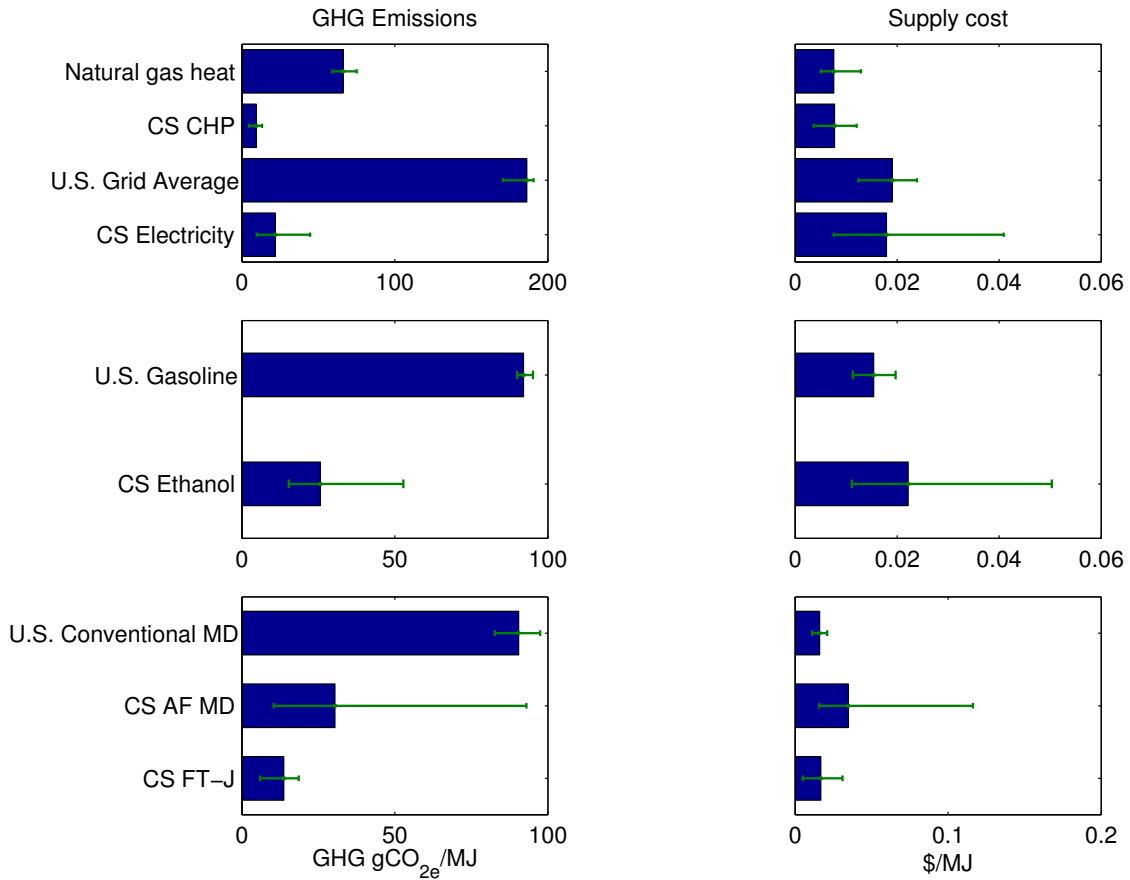 GHG Emissions
Supply cost
Natural gas heat
CS CHP
U.S. Grid Average
CS Electricity
0 100 200
0 0.02 0.04 0.06
U.S. Gasoline
CS Ethanol
0 50 100
0 0.02 0.04 0.06
U.S. Conventional MD
CS AF MD
CS FT−J
0 50 100
0 0.1 0.2
GHG gCO2e/MJ
$/MJ